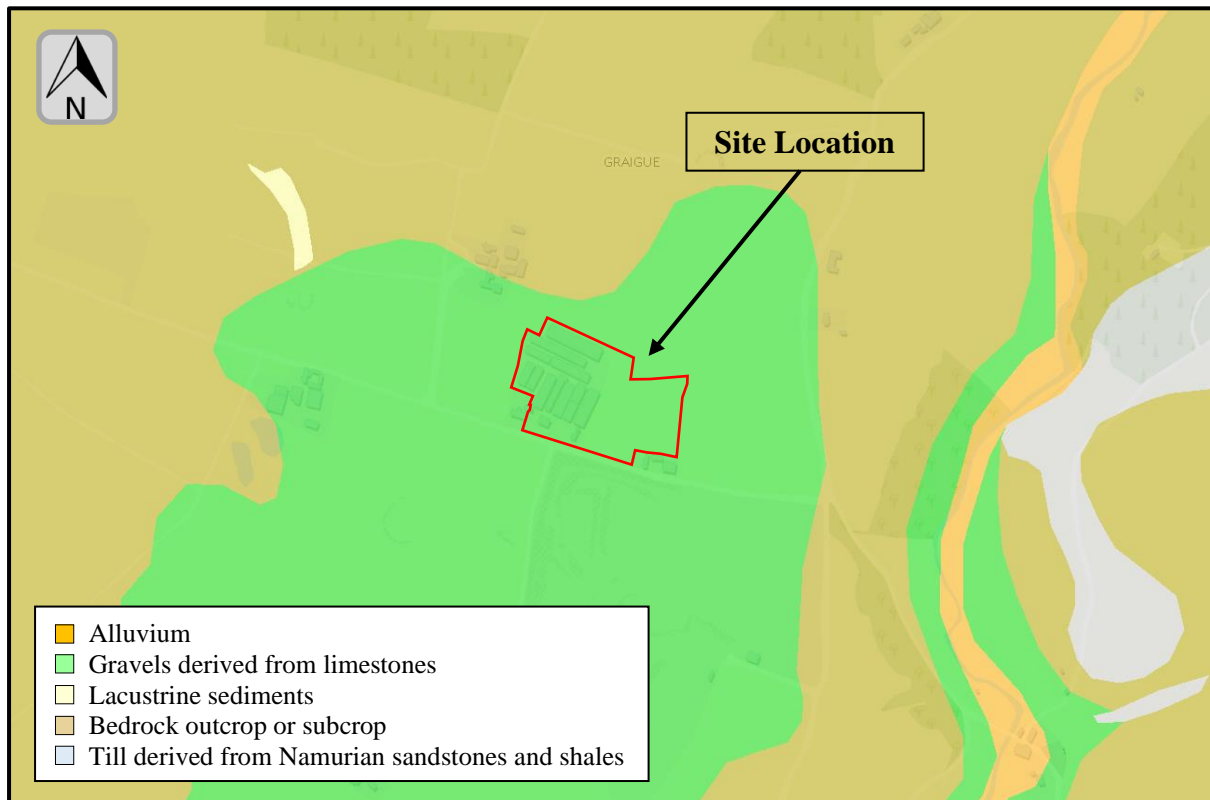 N
GRAIGUE
Site Location
Alluvium
Gravels derived from limestones
Lacustrine sediments
Bedrock outcrop or subcrop
Till derived from Namurian sandstones and shales